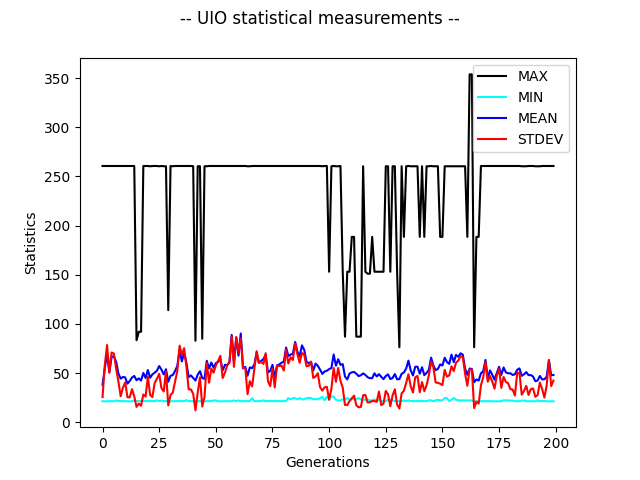 -- UIO statistical measurements --
MAX
MIN
MEAN
STDEV
Statistics
350
300
250
200
150
100
50
0
0 25 50 75 100 125 150 175 200
Generations